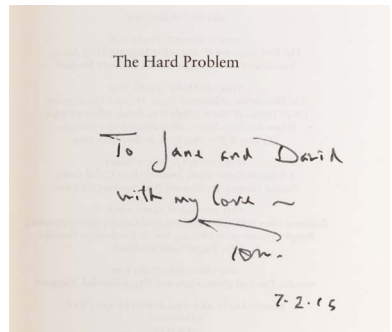 The Hard Problem
To Jane and David
with my love ~
Tom.
7.2.15